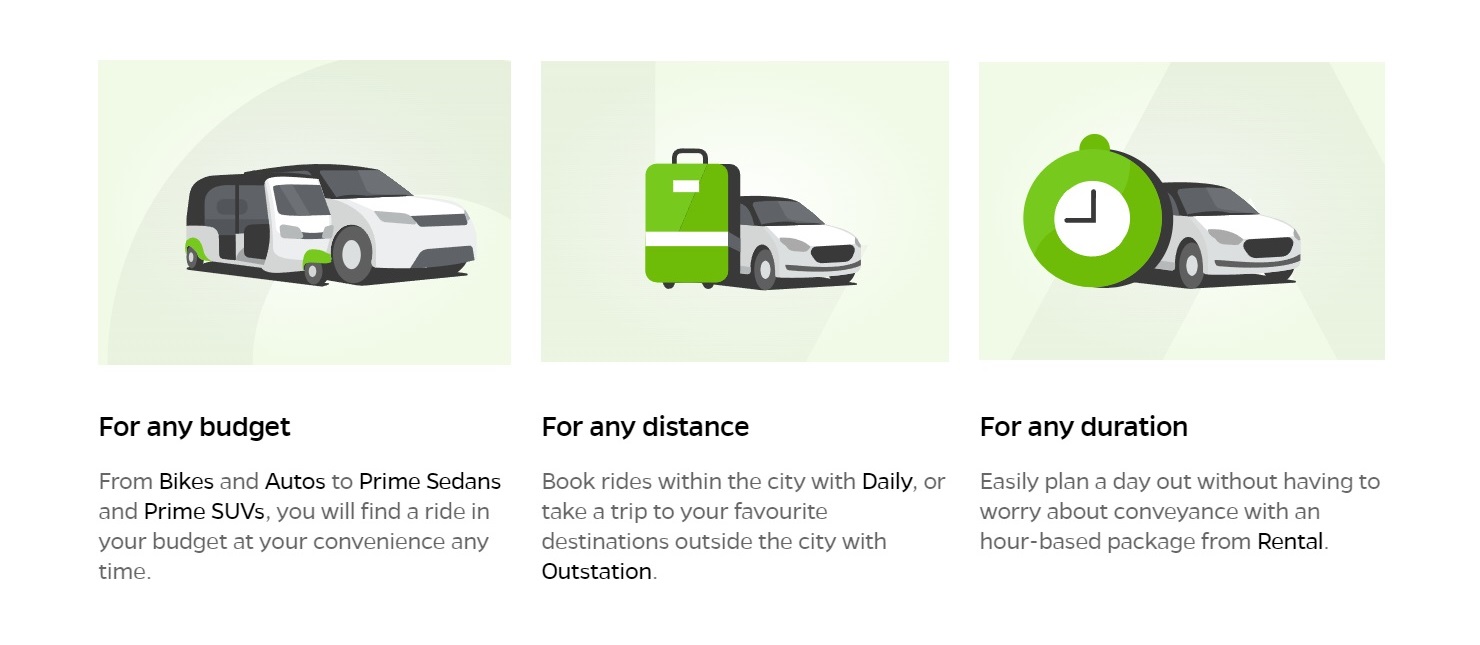 For any budget
From Bikes and Autos to Prime Sedans
and Prime SUVs, you will find a ride in
your budget at your convenience any
time.
For any distance
Book rides within the city with Daily, or
take a trip to your favourite
destinations outside the city with
Outstation.
For any duration
Easily plan a day out without having to
worry about conveyance with an
hour-based package from Rental.